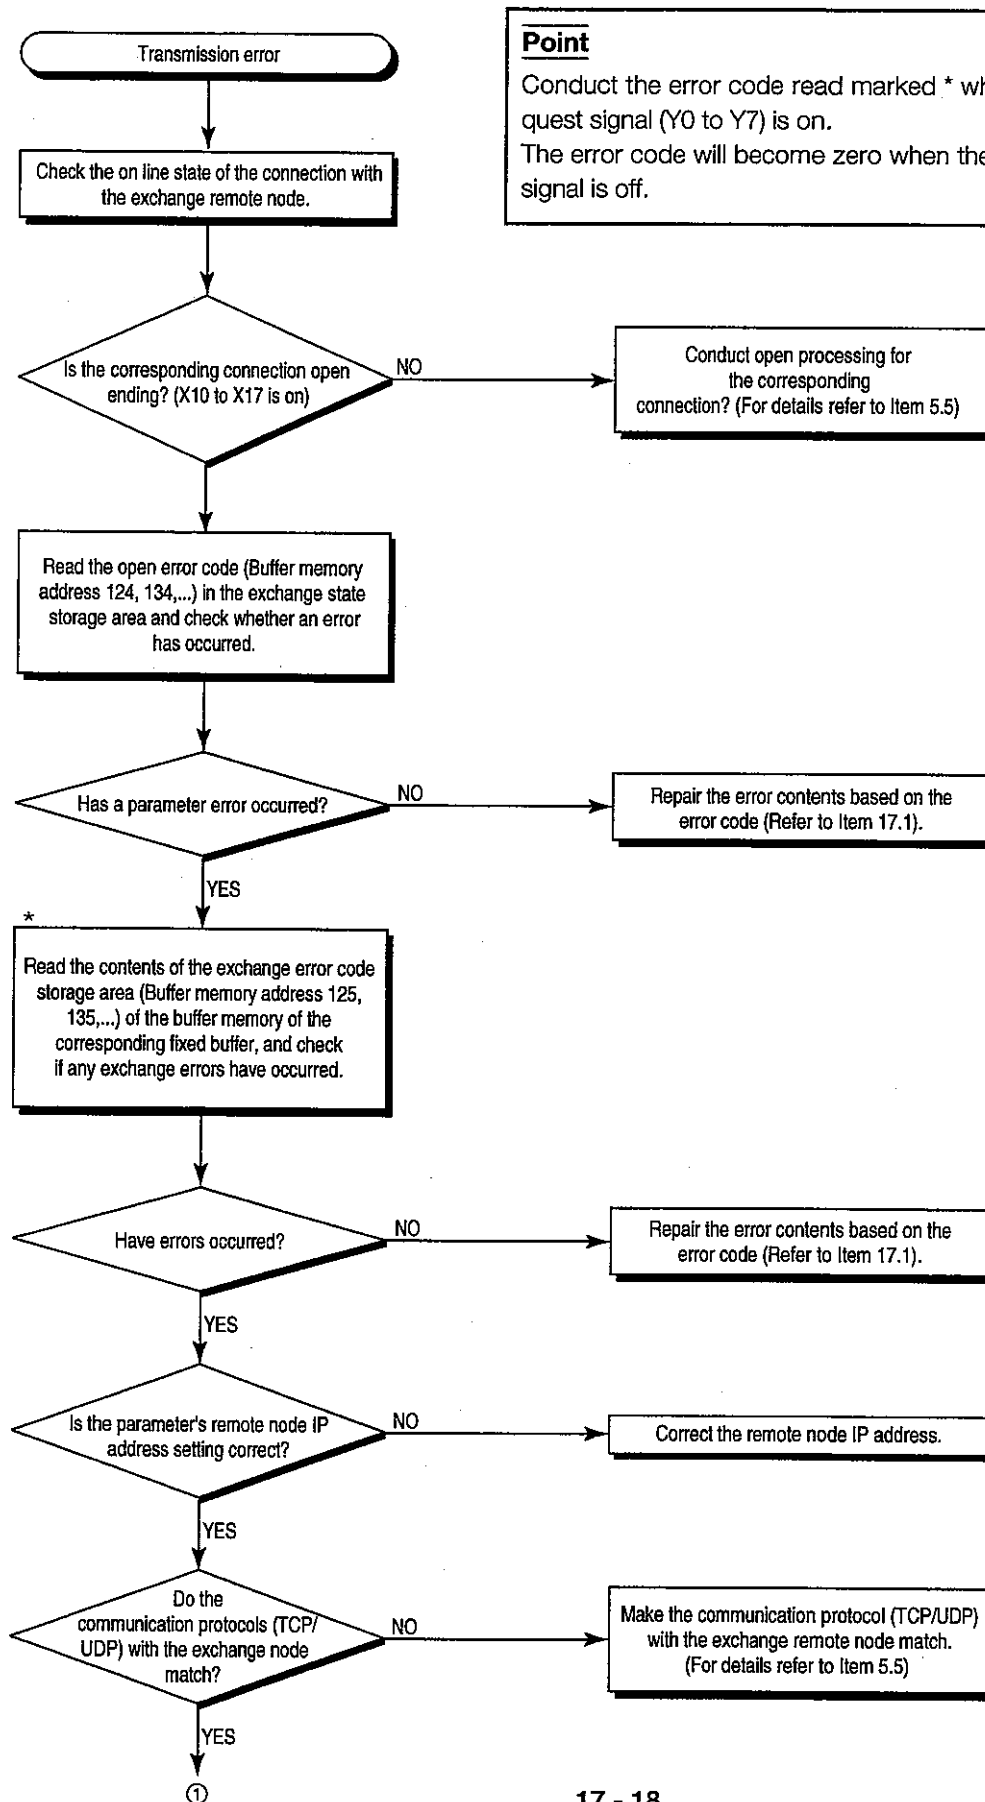 Transmission error
Point
Conduct the error code read marked * wh
quest signal (Y0 to Y7) is on.
The error code will become zero when the
signal is off.
Check the on line state of the connection with
the exchange remote node.
Is the corresponding connection open
ending? (X10 to X17 is on)
NO
Conduct open processing for
the corresponding
connection? (For details refer to Item 5.5)
Read the open error code (Buffer memory
address 124, 134,...) in the exchange state
storage area and check whether an error
has occurred.
Has a parameter error occurred?
NO
Repair the error contents based on the
error code (Refer to Item 17.1).
YES
*
Read the contents of the exchange error code
storage area (Buffer memory address 125,
135,...) of the buffer memory of the
corresponding fixed buffer, and check
if any exchange errors have occurred.
Have errors occurred?
NO
Repair the error contents based on the
error code (Refer to Item 17.1).
YES
Is the parameter's remote node IP
address setting correct?
NO
Correct the remote node IP address.
YES
Do the
communication protocols (TCP/
UDP) with the exchange node
match?
NO
Make the communication protocol (TCP/UDP)
with the exchange remote node match.
(For details refer to Item 5.5)
YES
①
17 - 18